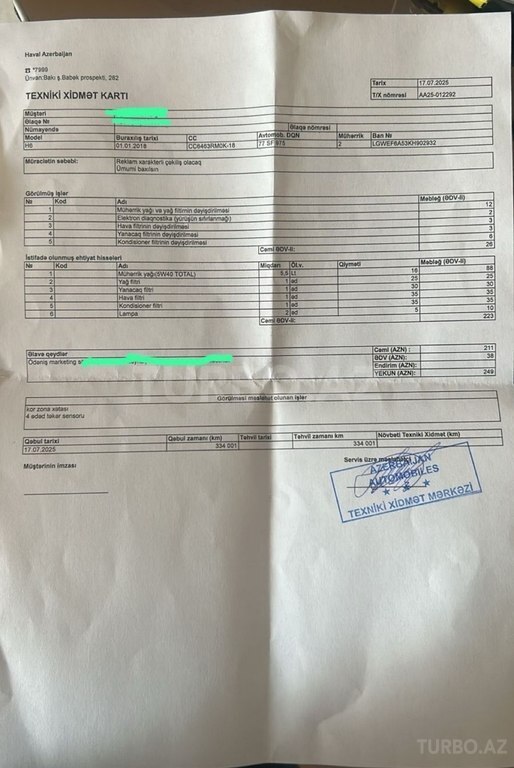 Haval Azerbaijan
☎ *7999
Ünvan:Bakı ş.Babək prospekti, 282
Tarix 17.07.2025
T/X nömrəsi AA25-012292
TEXNİKİ XİDMƏT KARTI
Müştəri
Əlaqə №
Nümayəndə Əlaqə nömrəsi
Model Buraxılış tarixi CC Avtomob. DQN Mühərrik Ban №
H6 01.01.2018 CC6463RM0K-18 77 SF 975 2 LGWEF6A53KH902932
Müraciətin səbəbi: Reklam xarakterli çəkiliş olacaq
Ümumi baxılsın
Görülmüş işlər
№ Kod Adı Məbləğ (ƏDV-li)
1 Mühərrik yağı və yağ filtrinin dəyişdirilməsi 12
2 Elektron diaqnostika (yürüşün sıfırlanmağı) 2
3 Hava filtrinin dəyişdirilməsi 3
4 Yanacaq filtrinin dəyişdirilməsi 3
5 Kondisioner filtrinin dəyişdirilməsi 6
Cəmi ƏDV-li: 26
İstifadə olunmuş ehtiyat hissələri
№ Kod Adı Miqdarı Ölv. Qiyməti Məbləğ (ƏDV-li)
1 Mühərrik yağı(5W40 TOTAL) 5,5 Lt 16 88
2 Yağ filtri 1 əd 25 25
3 Yanacaq filtri 1 əd 30 30
4 Hava filtri 1 əd 35 35
5 Kondisioner filtri 1 əd 35 35
6 Lampa 2 əd 5 10
Cəmi ƏDV-li: 223
Əlavə qeydlər
Ödəniş marketing
Cəmi (AZN) : 211
ƏDV (AZN): 38
Endirim (AZN):
YEKUN (AZN): 249
Görülməsi məsləhət olunan işlər
kor zona xətası
4 ədəd təkər sensoru
Qəbul tarixi Qəbul zamanı (km) Təhvil tarixi Təhvil zamanı km Növbəti Texniki Xidmət (km)
17.07.2025 334 001 334 001
Müştərinin imzası
Servis üzrə məsləhətçi
AZERBAIJAN
AUTOMOBILES
TEXNİKİ XİDMƏT MƏRKƏZİ
TURBO.AZ